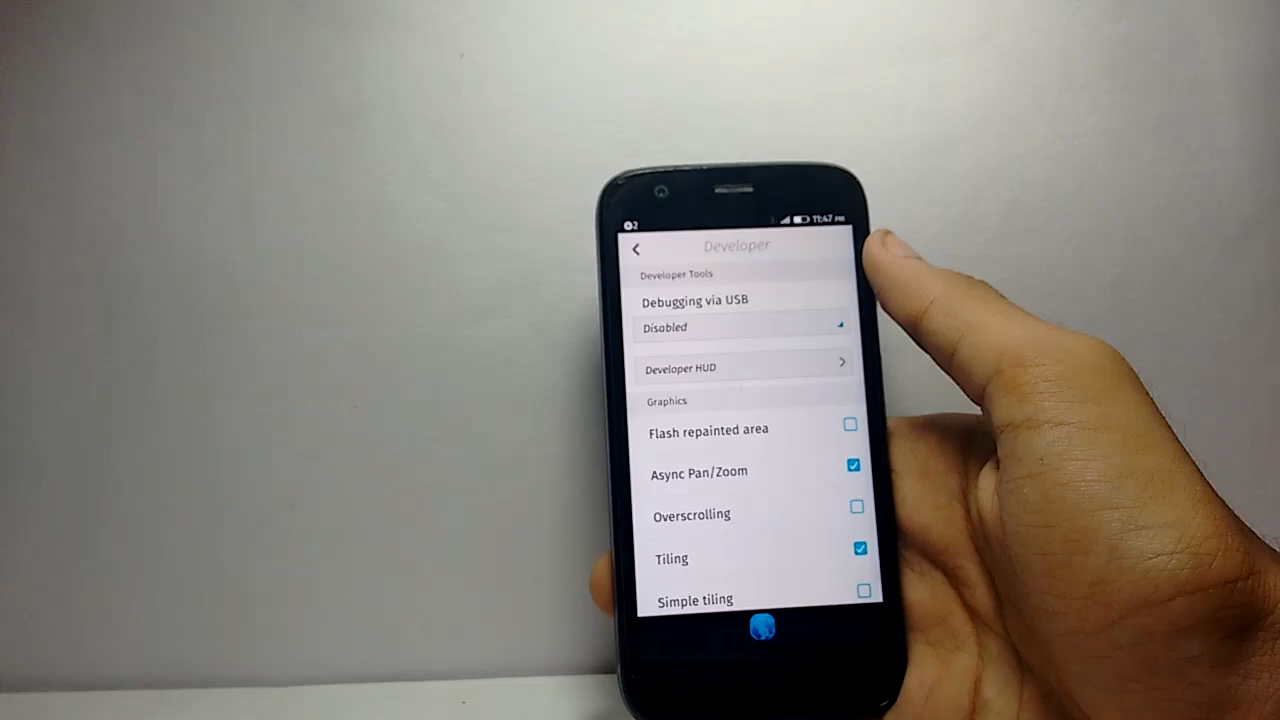 2 11:47 PM
Developer
Developer Tools
Debugging via USB
Disabled
Developer HUD
Graphics
Flash repainted area
Async Pan/Zoom
Overscrolling
Tiling
Simple tiling